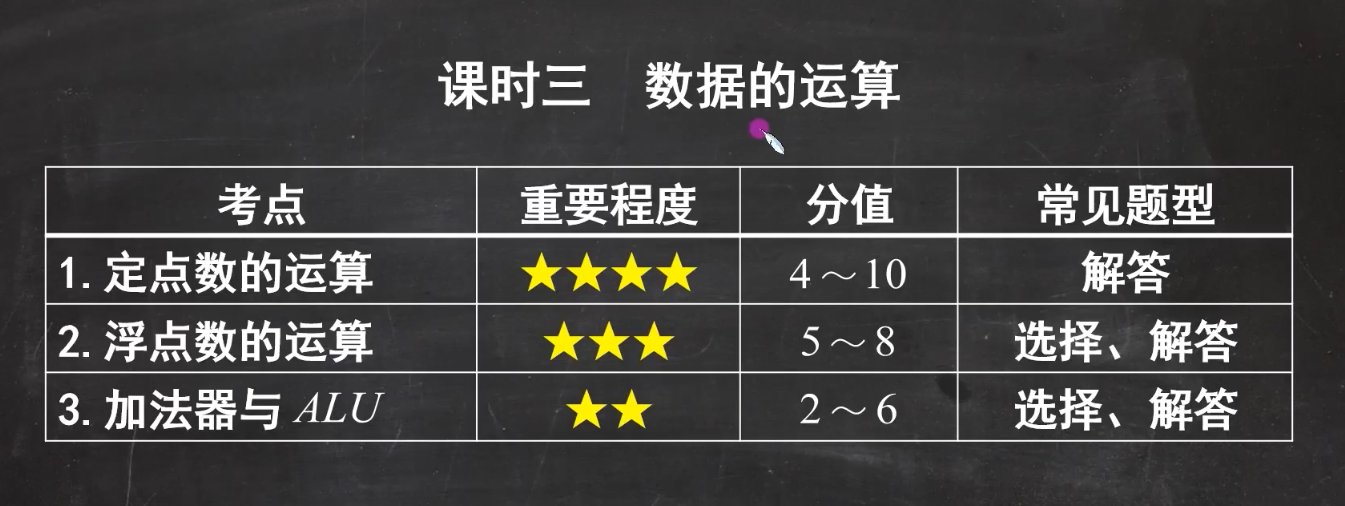 课时三 数据的运算
考点 重要程度 分值 常见题型
1.定点数的运算 ★★★★ 4～10 解答
2.浮点数的运算 ★★★ 5～8 选择、解答
3.加法器与 ALU ★★ 2～6 选择、解答